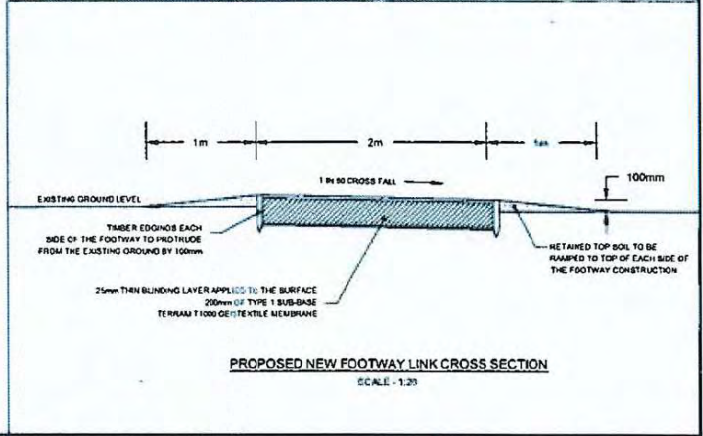 1m
2m
1m
1 IN 50 CROSS FALL
100mm
EXISTING GROUND LEVEL
TIMBER EDGINGS EACH
SIDE OF THE FOOTWAY TO PROTRUDE
FROM THE EXISTING GROUND BY 100mm
RETAINED TOP SOIL TO BE
RAMPED TO TOP OF EACH SIDE OF
THE FOOTWAY CONSTRUCTION
25mm THIN BLINDING LAYER APPLIED TO THE SURFACE
200mm OF TYPE 1 SUB-BASE
TERRAM T1000 GEOTEXTILE MEMBRANE
PROPOSED NEW FOOTWAY LINK CROSS SECTION
SCALE - 1:20